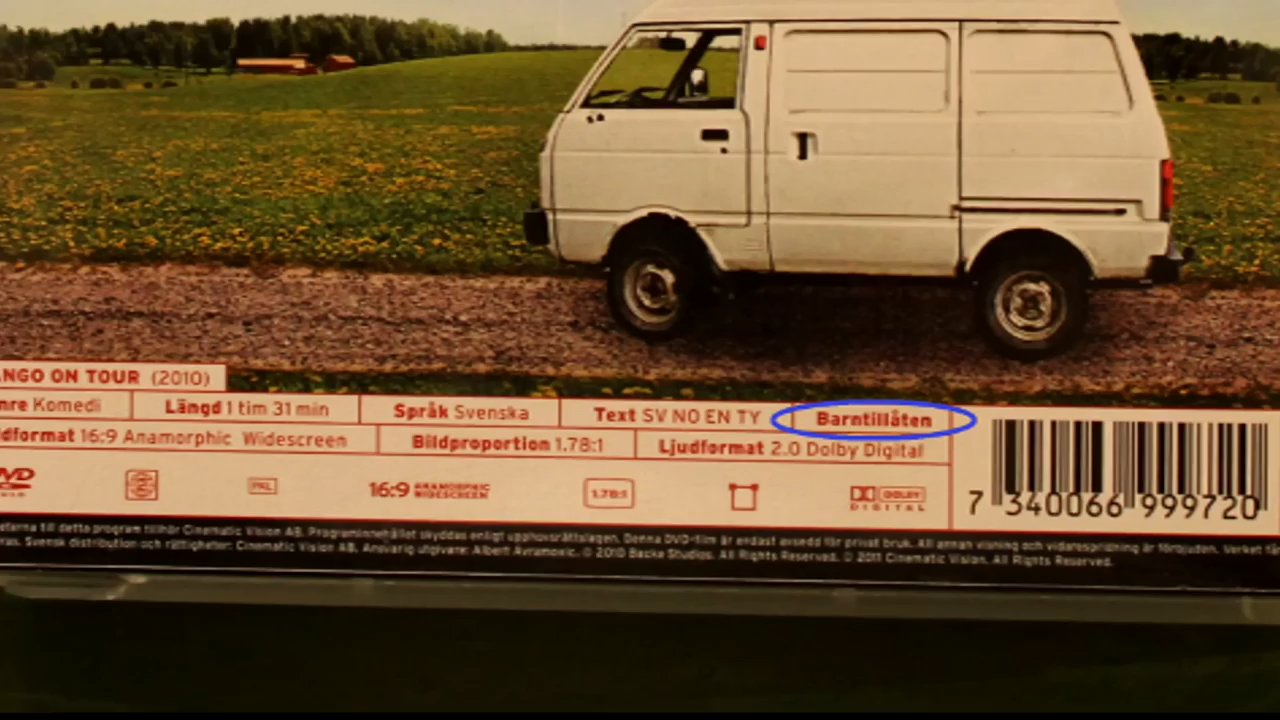 NGO ON TOUR (2010)
nre Komedi Längd 1 tim 31 min Språk Svenska Text SV NO EN TY Barntillåten
dformat 16:9 Anamorphic Widescreen Bildproportion 1.78:1 Ljudformat 2.0 Dolby Digital
DVD PAL 16:9 ANAMORPHIC WIDESCREEN 1.78:1 DOLBY DIGITAL
7 340066 999720
till detta program tillhör Cinematic Vision AB. Programinnehållet skyddas enligt upphovsrättslagen. Denna DVD-film är endast avsedd för privat bruk. All annan visning och vidarespridning är förbjuden. Verket
Svensk distribution och rättigheter: Cinematic Vision AB. Ansvarig utgivare: Albert Avramovic. © 2010 Backa Studios. All Rights Reserved. © 2011 Cinematic Vision. All Rights Reserved.